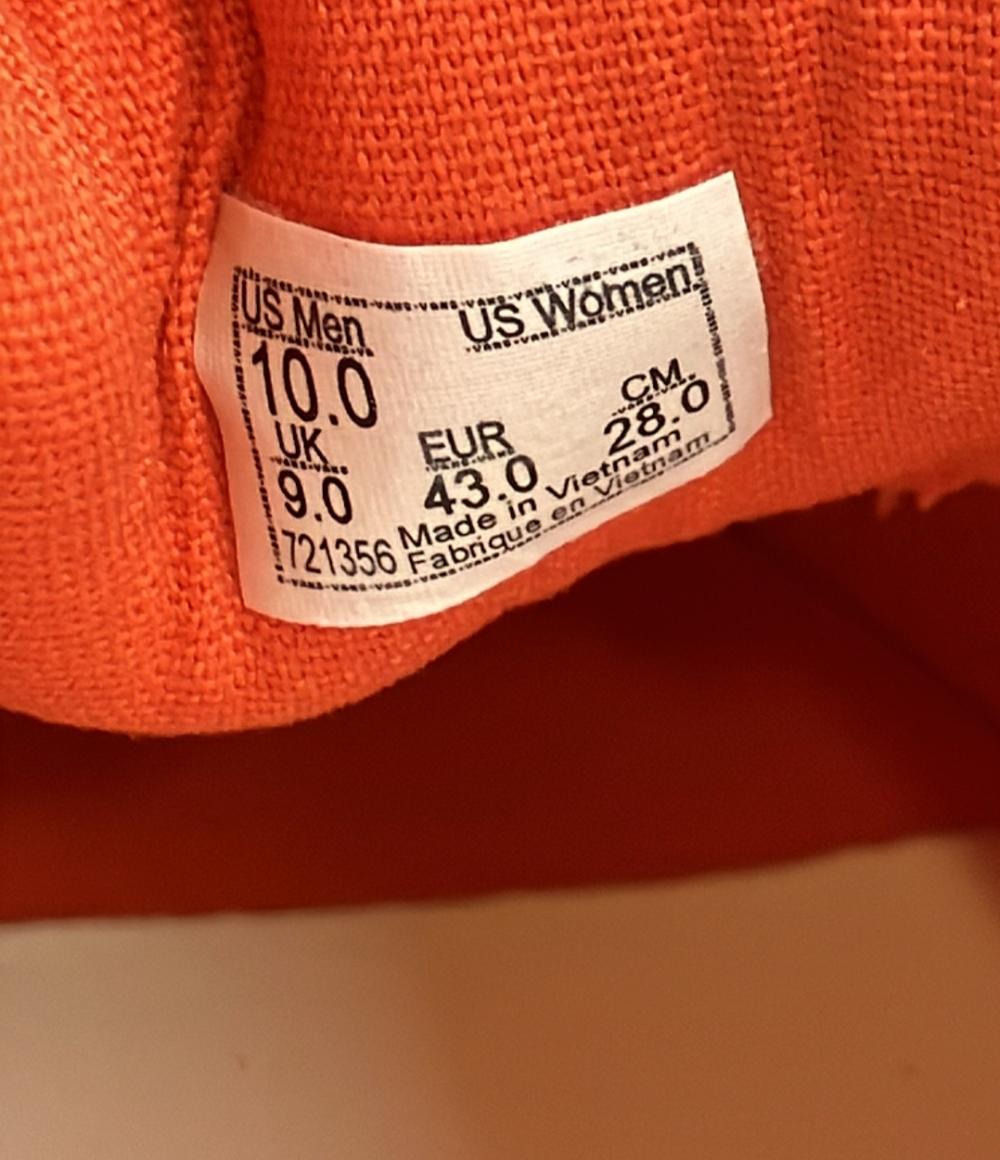 US Men US Women
10.0
UK EUR CM.
9.0 43.0 28.0
721356 Made in Vietnam
Fabrique en Vietnam